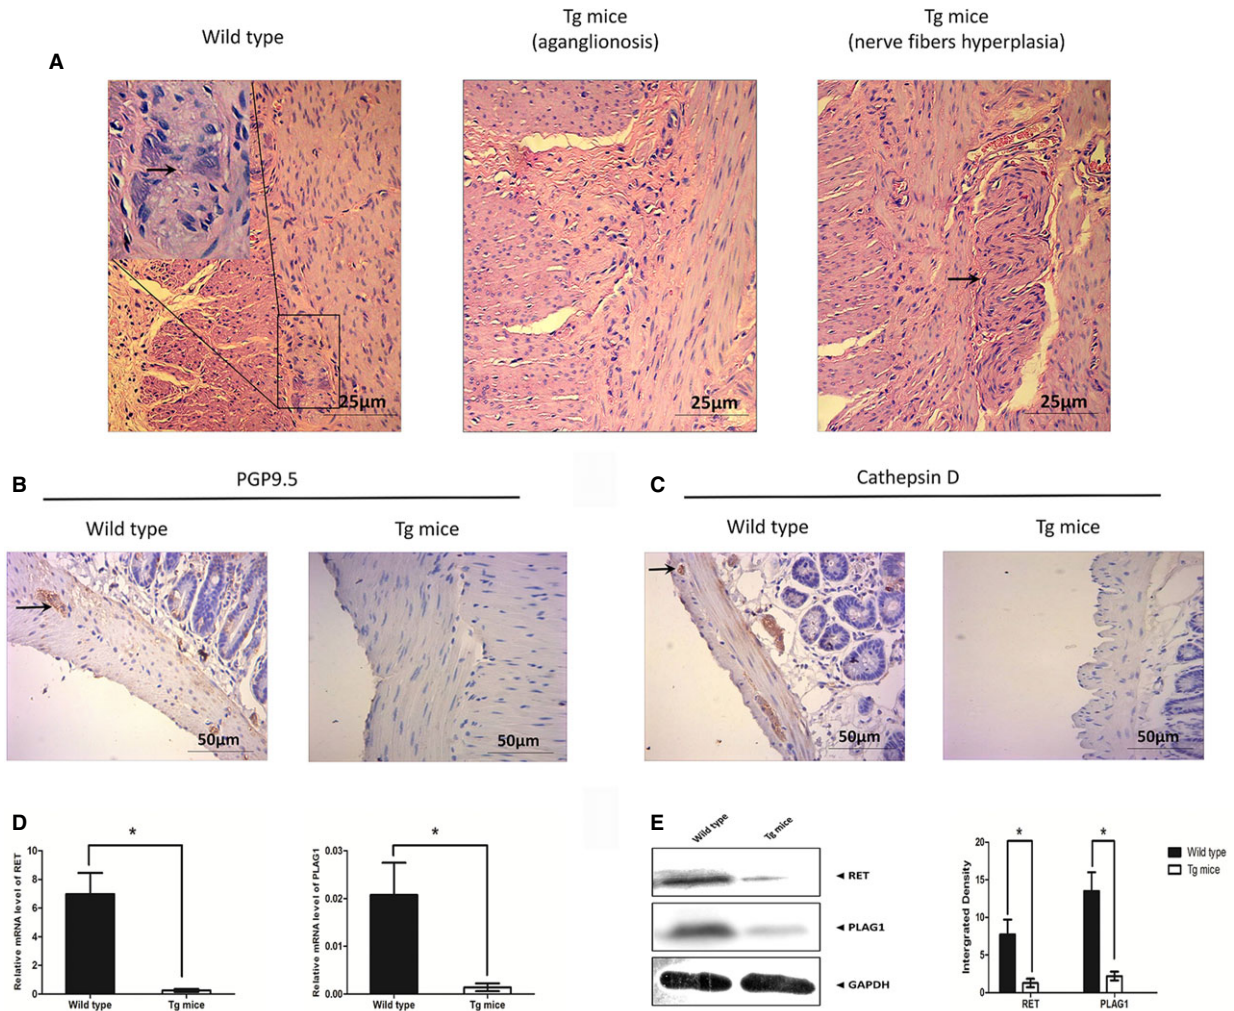 Wild type
Tg mice
(aganglionosis)
Tg mice
(nerve fibers hyperplasia)
A
25μm
25μm
25μm
B
PGP9.5
Wild type
Tg mice
50μm
50μm
C
Cathepsin D
Wild type
Tg mice
50μm
50μm
D
Relative mRNA level of RET
10
8
6
4
2
0
*
Wild type
Tg mice
Relative mRNA level of PLAG1
0.03
0.02
0.01
0.00
*
Wild type
Tg mice
E
Wild type
Tg mice
◄ RET
◄ PLAG1
◄ GAPDH
Intergrated Density
20
15
10
5
0
*
*
RET
PLAG1
Wild type
Tg mice